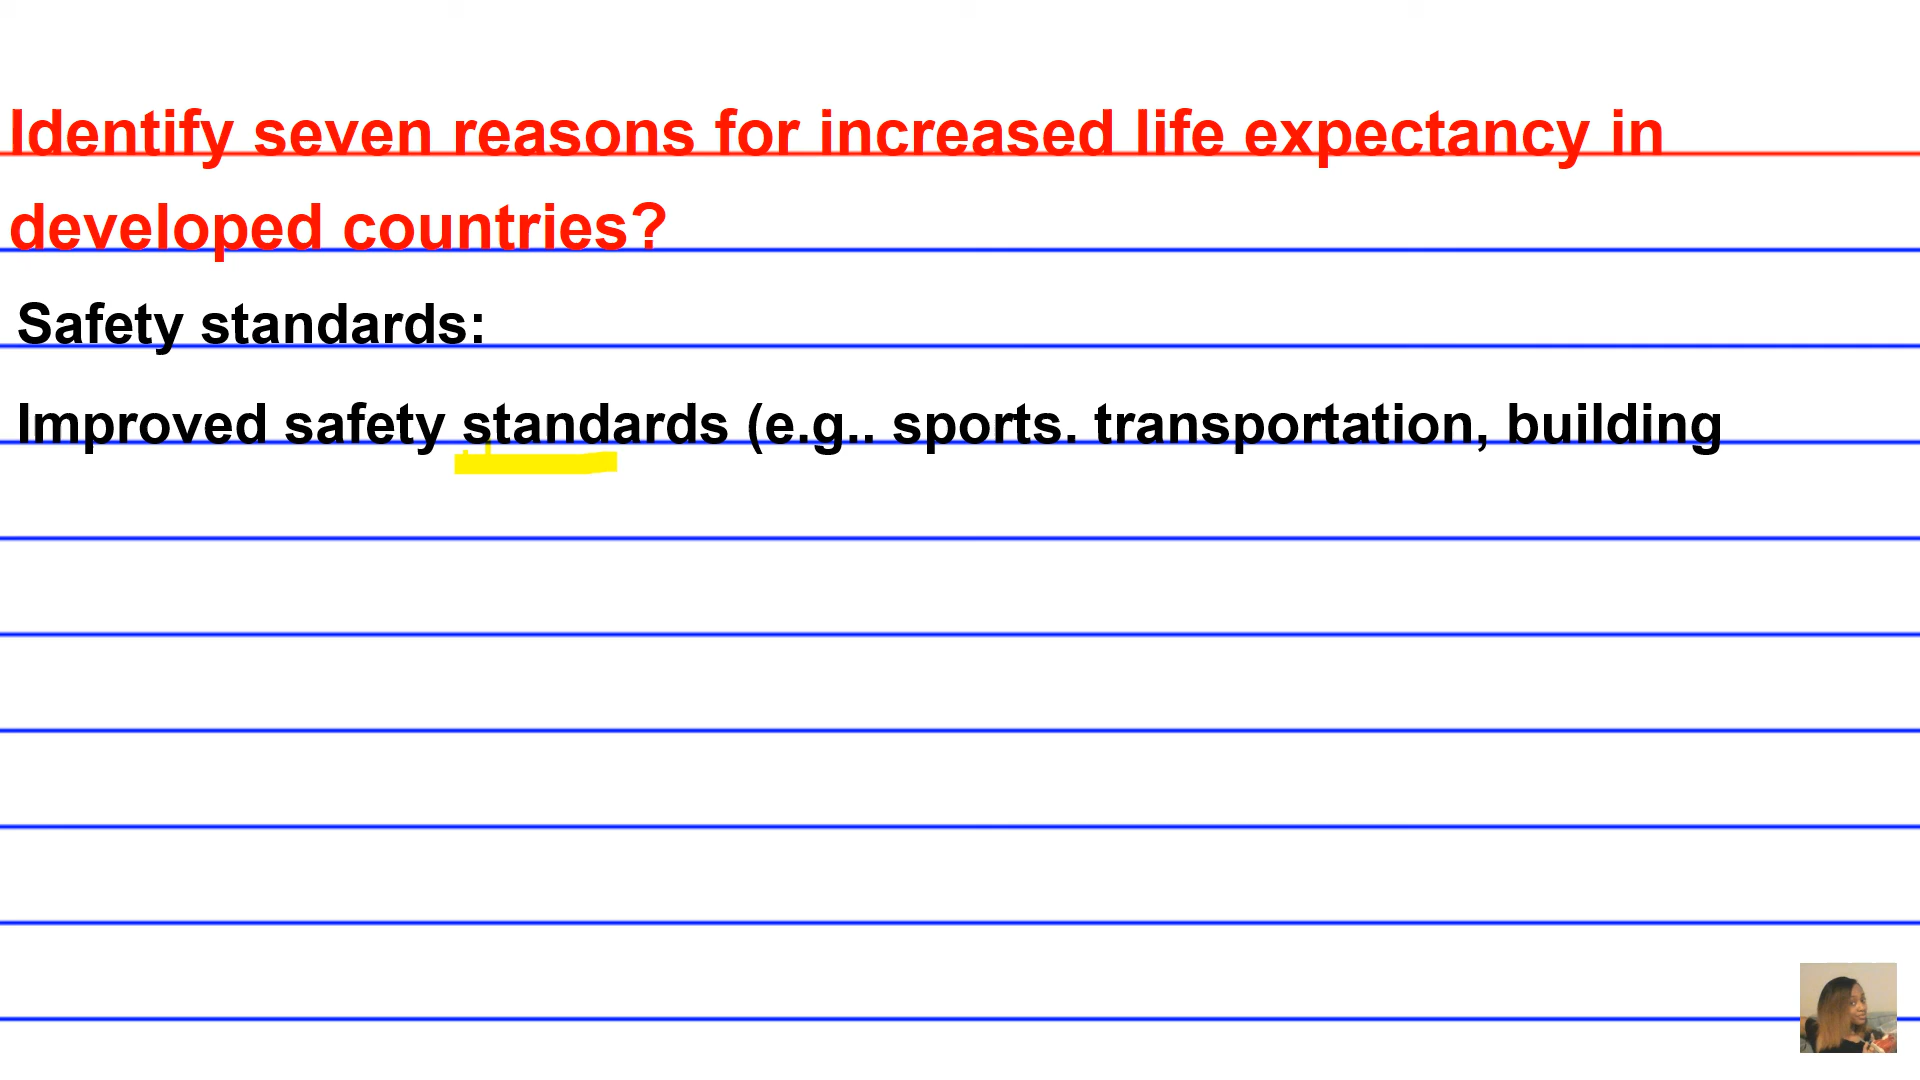 Identify seven reasons for increased life expectancy in
developed countries?
Safety standards:
Improved safety standards (e.g.. sports. transportation, building